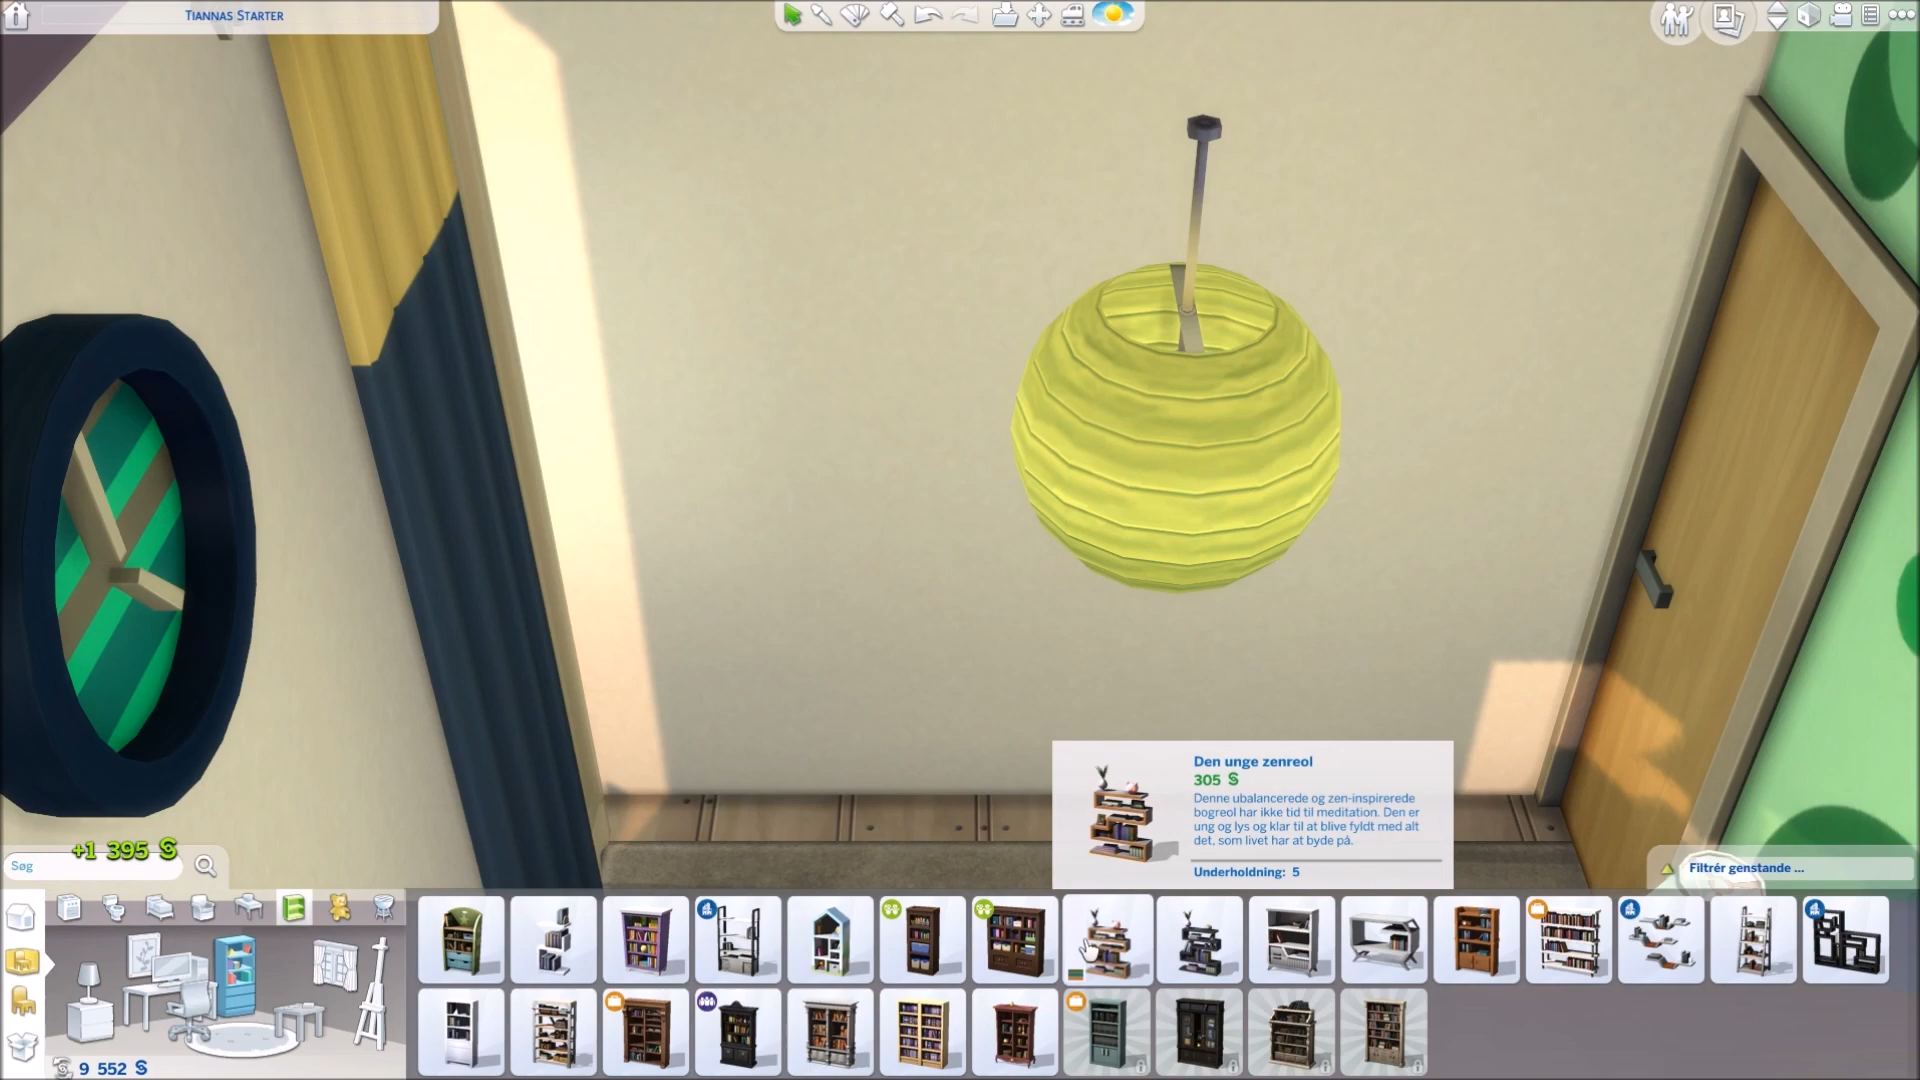 Tiannas Starter
Den unge zenreol
305 §
Denne ubalancerede og zen-inspirerede
bogreol har ikke tid til meditation. Den er
ung og lys og klar til at blive fyldt med alt
det, som livet har at byde på.
Underholdning: 5
+1 395 §
Søg
Filtrér genstande ...
9 552 §